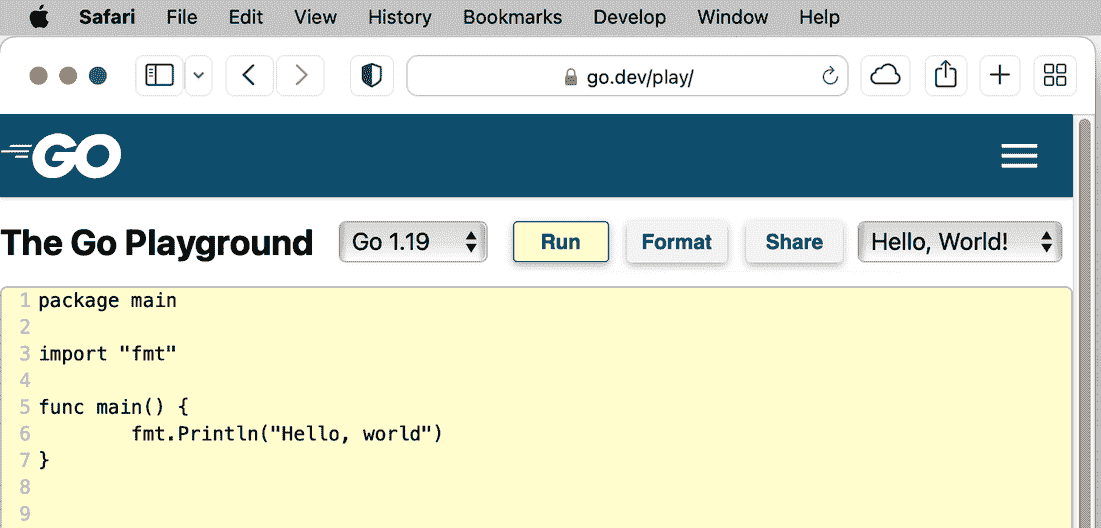 Safari File Edit View History Bookmarks Develop Window Help
go.dev/play/
GO
The Go Playground Go 1.19 Run Format Share Hello, World!
1 package main
2
3 import "fmt"
4
5 func main() {
6 fmt.Println("Hello, world")
7 }
8
9